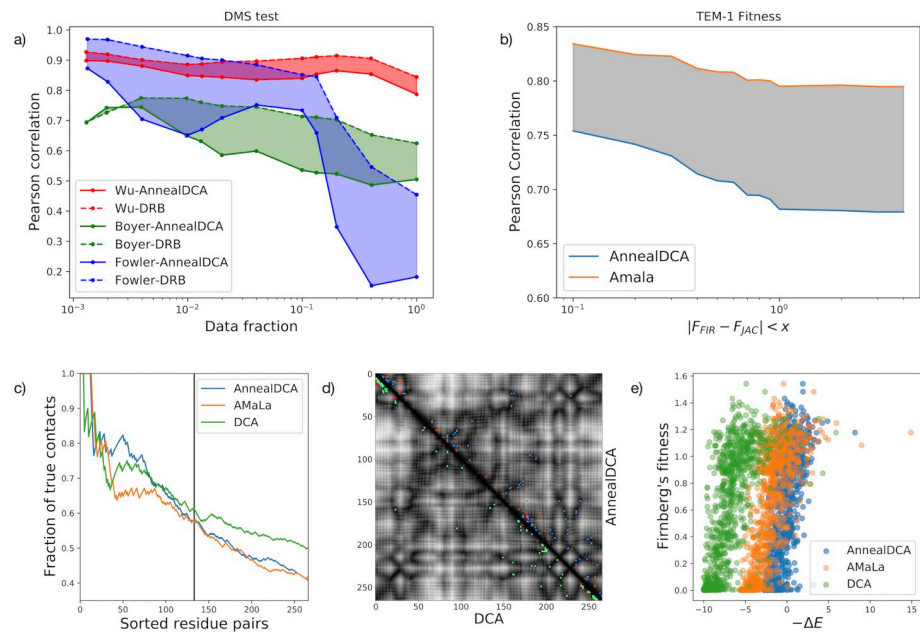 DMS test
a)
Pearson correlation
1.0
0.9
0.8
0.7
0.6
0.5
0.4
0.3
0.2
Wu-AnnealDCA
Wu-DRB
Boyer-AnnealDCA
Boyer-DRB
Fowler-AnnealDCA
Fowler-DRB
10⁻³
10⁻²
10⁻¹
10⁰
Data fraction
TEM-1 Fitness
b)
Pearson Correlation
0.85
0.80
0.75
0.70
0.65
0.60
AnnealDCA
Amala
10⁻¹
10⁰
|F_FIR − F_JAC| < x
c)
Fraction of true contacts
1.0
0.9
0.8
0.7
0.6
0.5
0.4
AnnealDCA
AMaLa
DCA
0
50
100
150
200
250
Sorted residue pairs
d)
0
50
100
150
200
250
AnnealDCA
0
50
100
150
200
250
DCA
e)
Firnberg's fitness
1.6
1.4
1.2
1.0
0.8
0.6
0.4
0.2
0.0
AnnealDCA
AMaLa
DCA
-10
-5
0
5
10
15
−ΔE